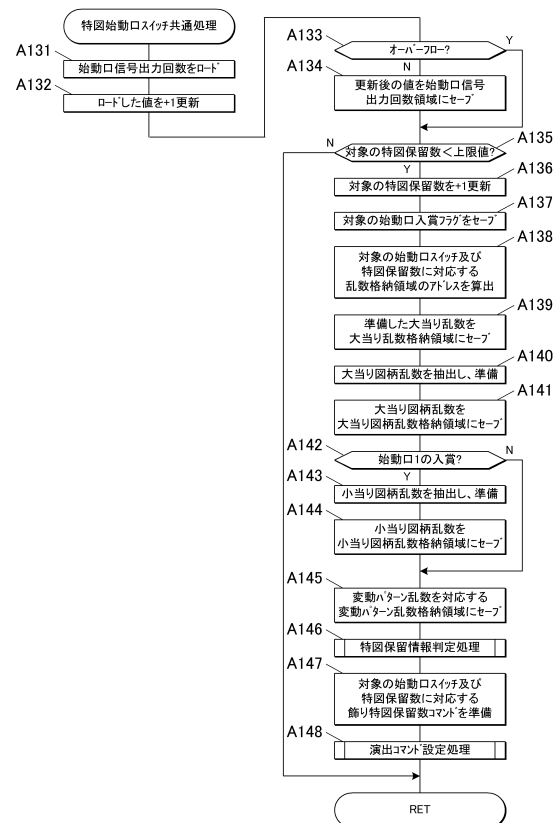 特図始動口スイッチ共通処理
A131
始動口信号出力回数をロード
A132
ロードした値を+1更新
A133
オーバーフロー?
Y
N
A134
更新後の値を始動口信号
出力回数領域にセーブ
A135
対象の特図保留数<上限値?
N
Y
A136
対象の特図保留数を+1更新
A137
対象の始動口入賞フラグをセーブ
A138
対象の始動口スイッチ及び
特図保留数に対応する
乱数格納領域のアドレスを算出
A139
準備した大当り乱数を
大当り乱数格納領域にセーブ
A140
大当り図柄乱数を抽出し、準備
A141
大当り図柄乱数を
大当り図柄乱数格納領域にセーブ
A142
始動口1の入賞?
N
Y
A143
小当り図柄乱数を抽出し、準備
A144
小当り図柄乱数を
小当り図柄乱数格納領域にセーブ
A145
変動パターン乱数を対応する
変動パターン乱数格納領域にセーブ
A146
特図保留情報判定処理
A147
対象の始動口スイッチ及び
特図保留数に対応する
飾り特図保留数コマンドを準備
A148
演出コマンド設定処理
RET